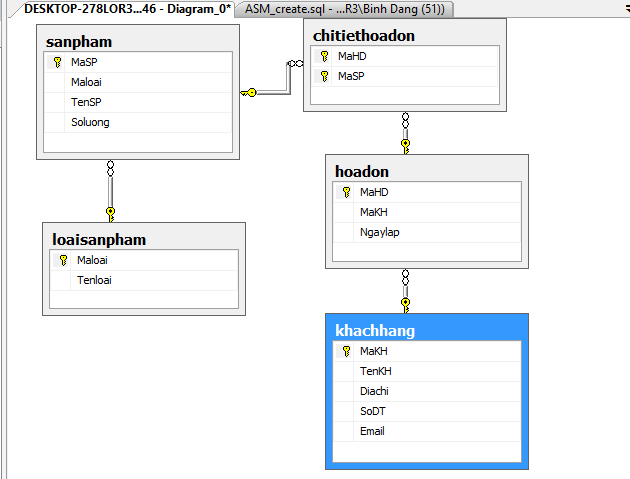 DESKTOP-278LOR3...46 - Diagram_0*
ASM_create.sql - ...R3\Binh Dang (51))
sanpham
MaSP
Maloai
TenSP
Soluong
chitiethoadon
MaHD
MaSP
hoadon
MaHD
MaKH
Ngaylap
loaisanpham
Maloai
Tenloai
khachhang
MaKH
TenKH
Diachi
SoDT
Email